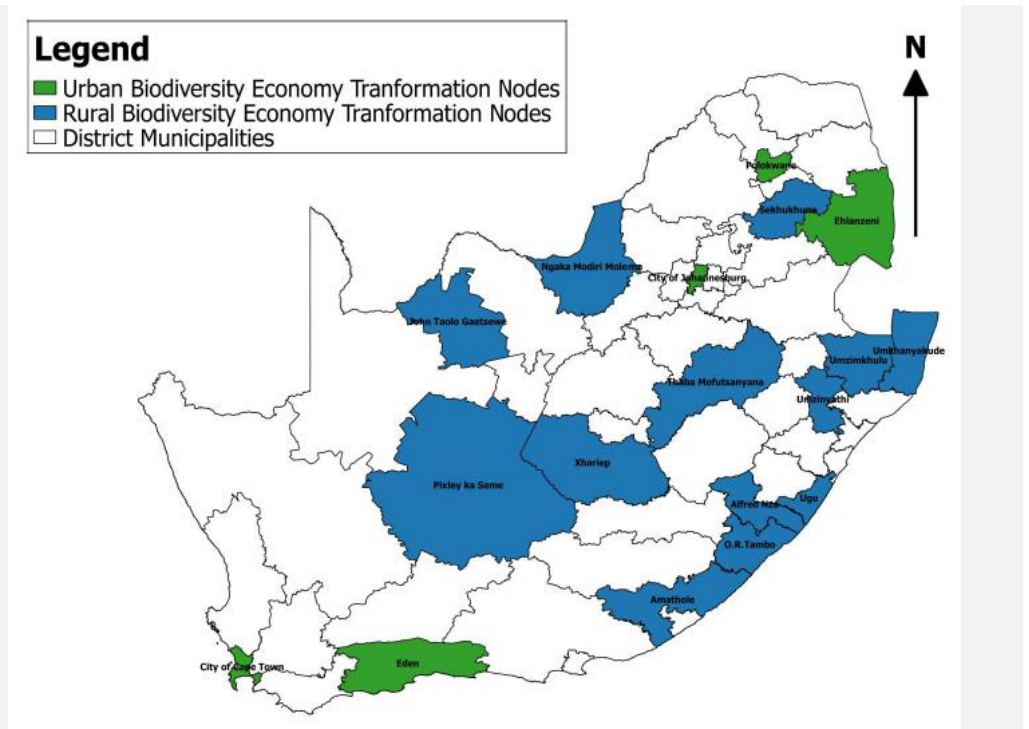 Legend
Urban Biodiversity Economy Tranformation Nodes
Rural Biodiversity Economy Tranformation Nodes
District Municipalities
N
Polokwane
Sekhukhune
Ehlanzeni
Ngaka Modiri Molema
City of Johannesburg
John Taolo Gaetsewe
Umkhanyakude
Umzimkhulu
Thaba Mofutsanyana
Umzinyathi
Xhariep
Pixley ka Seme
Ugu
Alfred Nzo
O.R.Tambo
Amathole
Eden
City of Cape Town